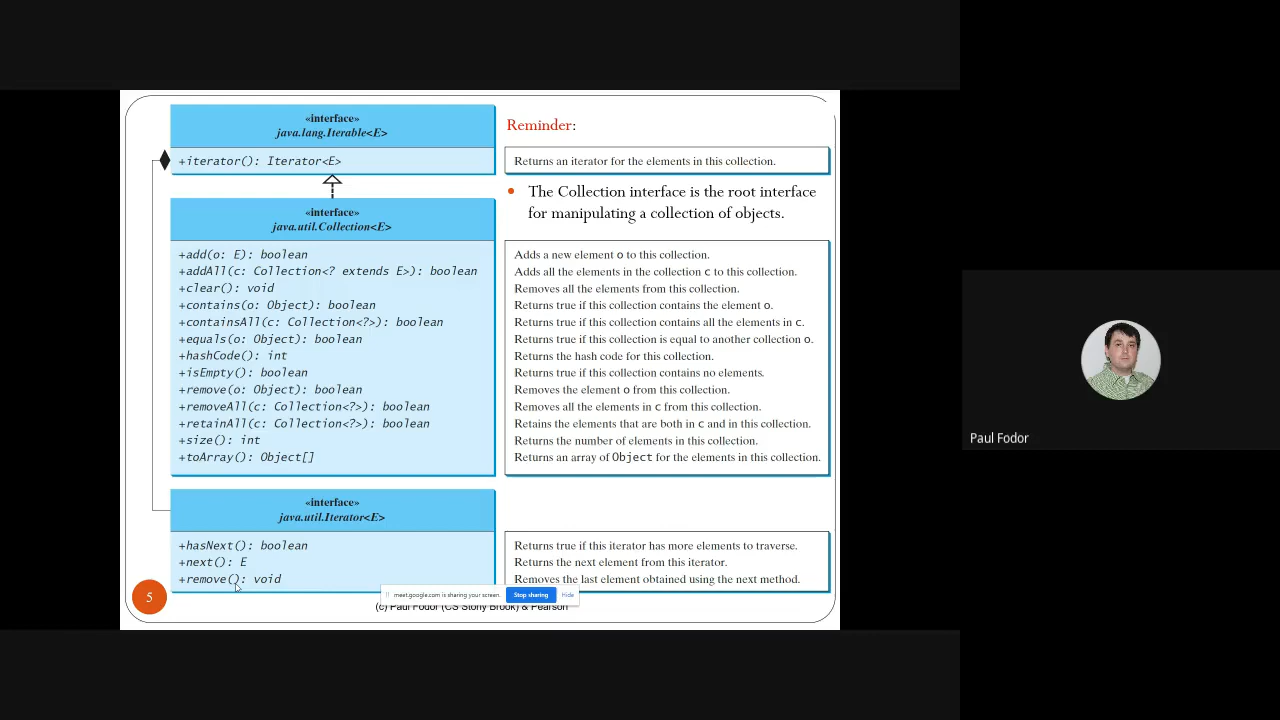 «interface»
java.lang.Iterable<E>
+iterator(): Iterator<E>
Reminder:
Returns an iterator for the elements in this collection.
• The Collection interface is the root interface
for manipulating a collection of objects.
«interface»
java.util.Collection<E>
+add(o: E): boolean
+addAll(c: Collection<? extends E>): boolean
+clear(): void
+contains(o: Object): boolean
+containsAll(c: Collection<?>): boolean
+equals(o: Object): boolean
+hashCode(): int
+isEmpty(): boolean
+remove(o: Object): boolean
+removeAll(c: Collection<?>): boolean
+retainAll(c: Collection<?>): boolean
+size(): int
+toArray(): Object[]
Adds a new element o to this collection.
Adds all the elements in the collection c to this collection.
Removes all the elements from this collection.
Returns true if this collection contains the element o.
Returns true if this collection contains all the elements in c.
Returns true if this collection is equal to another collection o.
Returns the hash code for this collection.
Returns true if this collection contains no elements.
Removes the element o from this collection.
Removes all the elements in c from this collection.
Retains the elements that are both in c and in this collection.
Returns the number of elements in this collection.
Returns an array of Object for the elements in this collection.
«interface»
java.util.Iterator<E>
+hasNext(): boolean
+next(): E
+remove(): void
Returns true if this iterator has more elements to traverse.
Returns the next element from this iterator.
Removes the last element obtained using the next method.
5
meet.google.com is sharing your screen. Stop sharing Hide
(c) Paul Fodor (CS Stony Brook) & Pearson
Paul Fodor